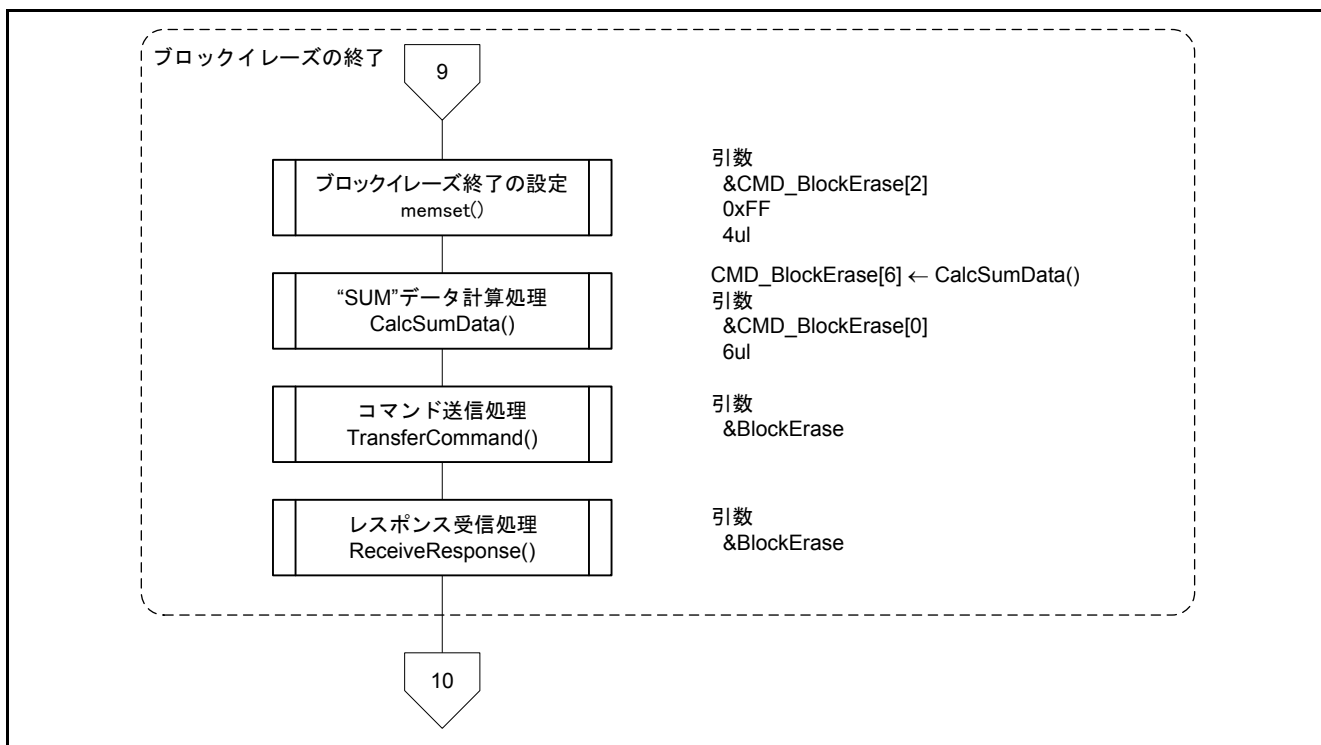 ブロックイレーズの終了
9
ブロックイレーズ終了の設定
memset()
引数
&CMD_BlockErase[2]
0xFF
4ul
“SUM”データ計算処理
CalcSumData()
CMD_BlockErase[6] ← CalcSumData()
引数
&CMD_BlockErase[0]
6ul
コマンド送信処理
TransferCommand()
引数
&BlockErase
レスポンス受信処理
ReceiveResponse()
引数
&BlockErase
10